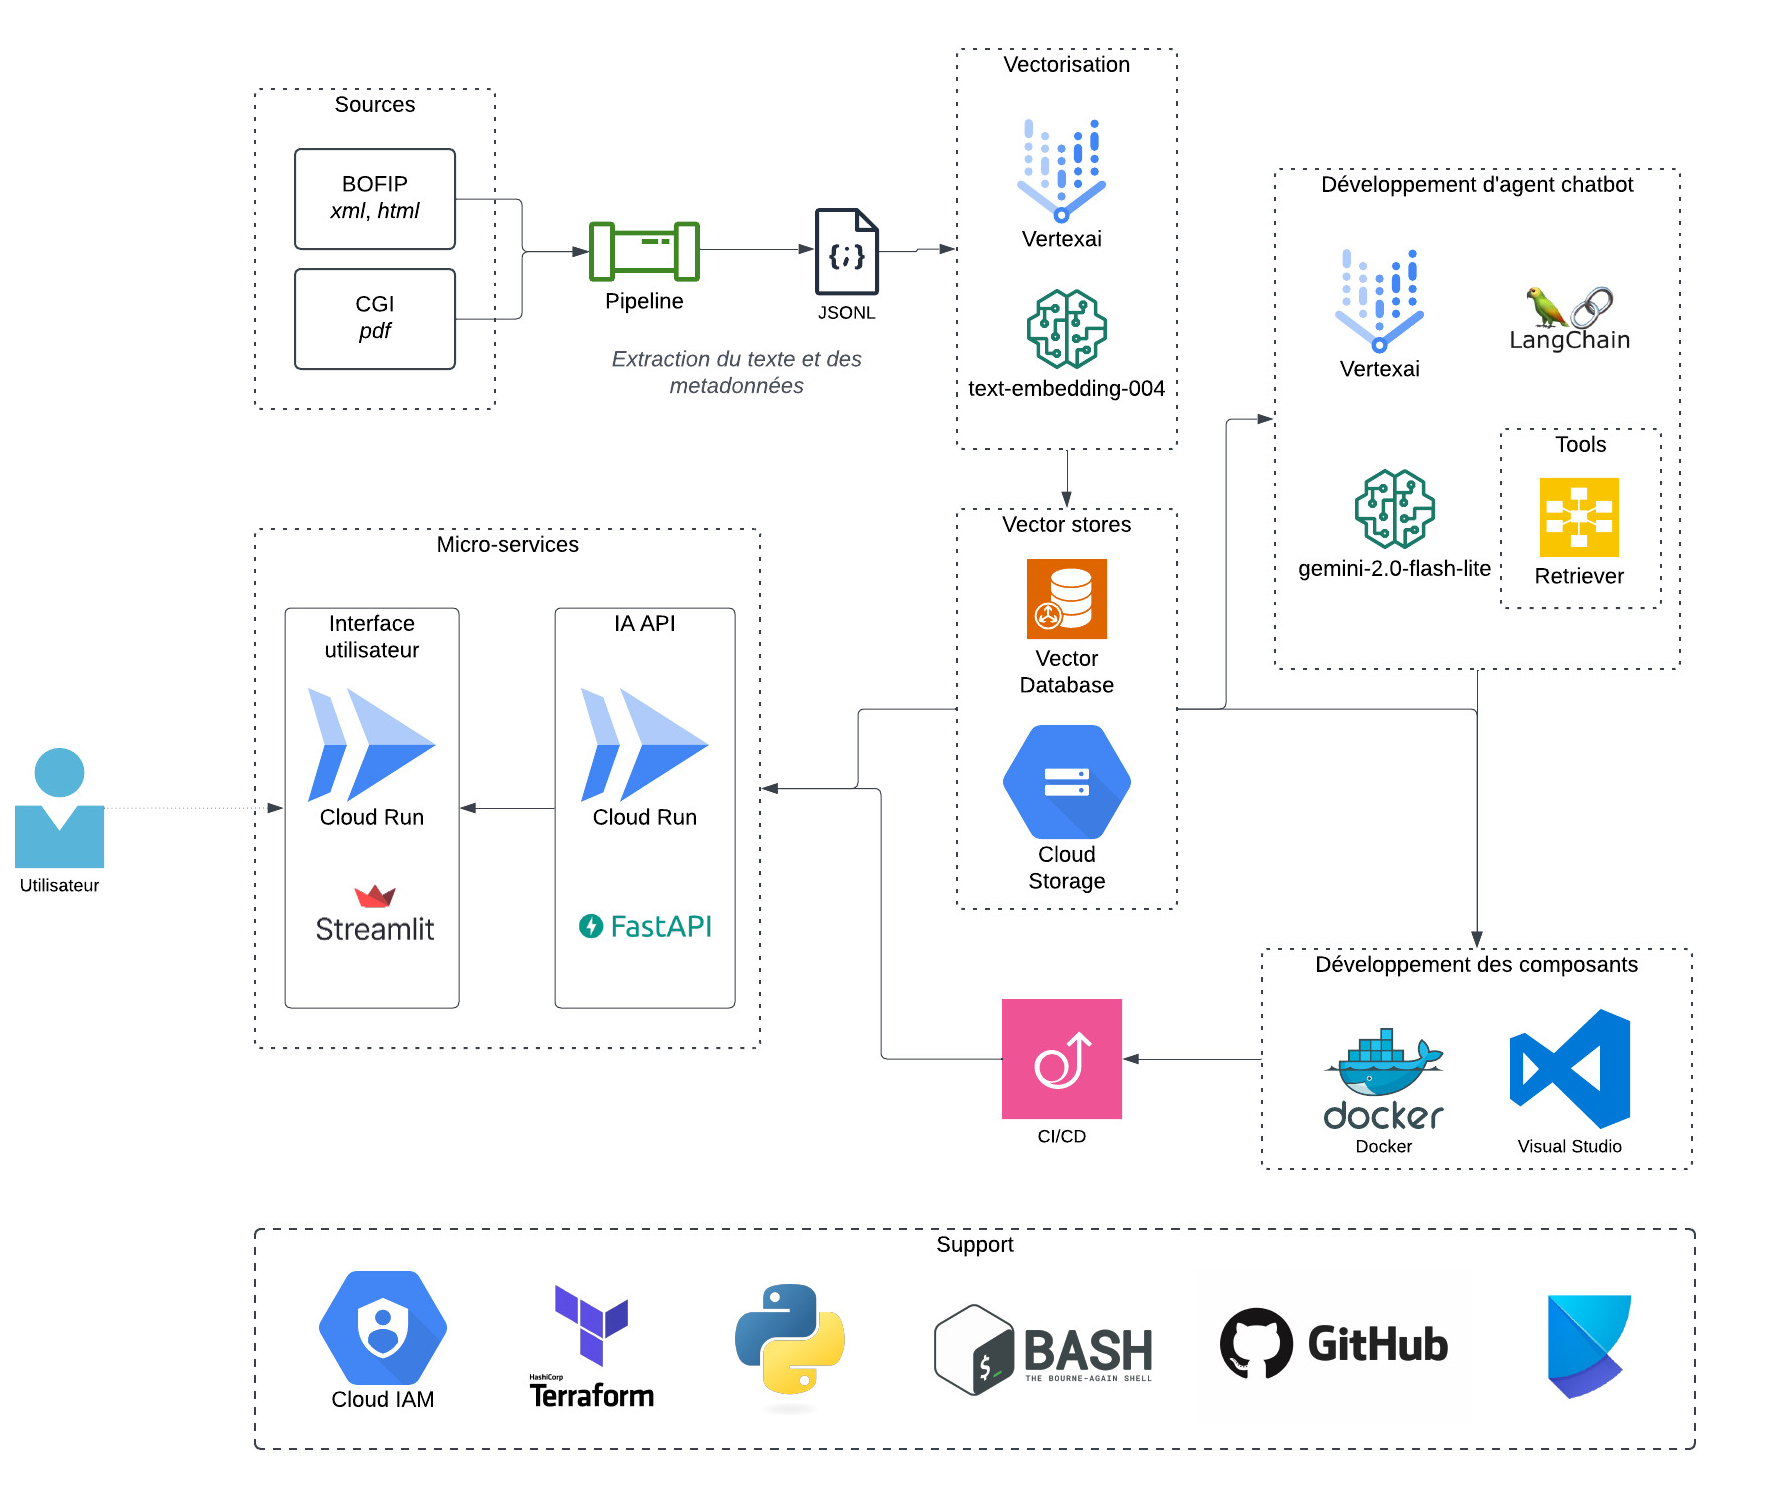 Sources
BOFIP
xml, html
CGI
pdf
Pipeline
Extraction du texte et des
metadonnées
{;}
JSONL
Vectorisation
Vertexai
text-embedding-004
Développement d'agent chatbot
Vertexai
LangChain
gemini-2.0-flash-lite
Tools
Retriever
Vector stores
Vector
Database
Cloud
Storage
Micro-services
Interface
utilisateur
Cloud Run
Streamlit
IA API
Cloud Run
FastAPI
Utilisateur
CI/CD
Développement des composants
docker
Docker
Visual Studio
Support
Cloud IAM
HashiCorp
Terraform
$_
BASH
THE BOURNE-AGAIN SHELL
GitHub